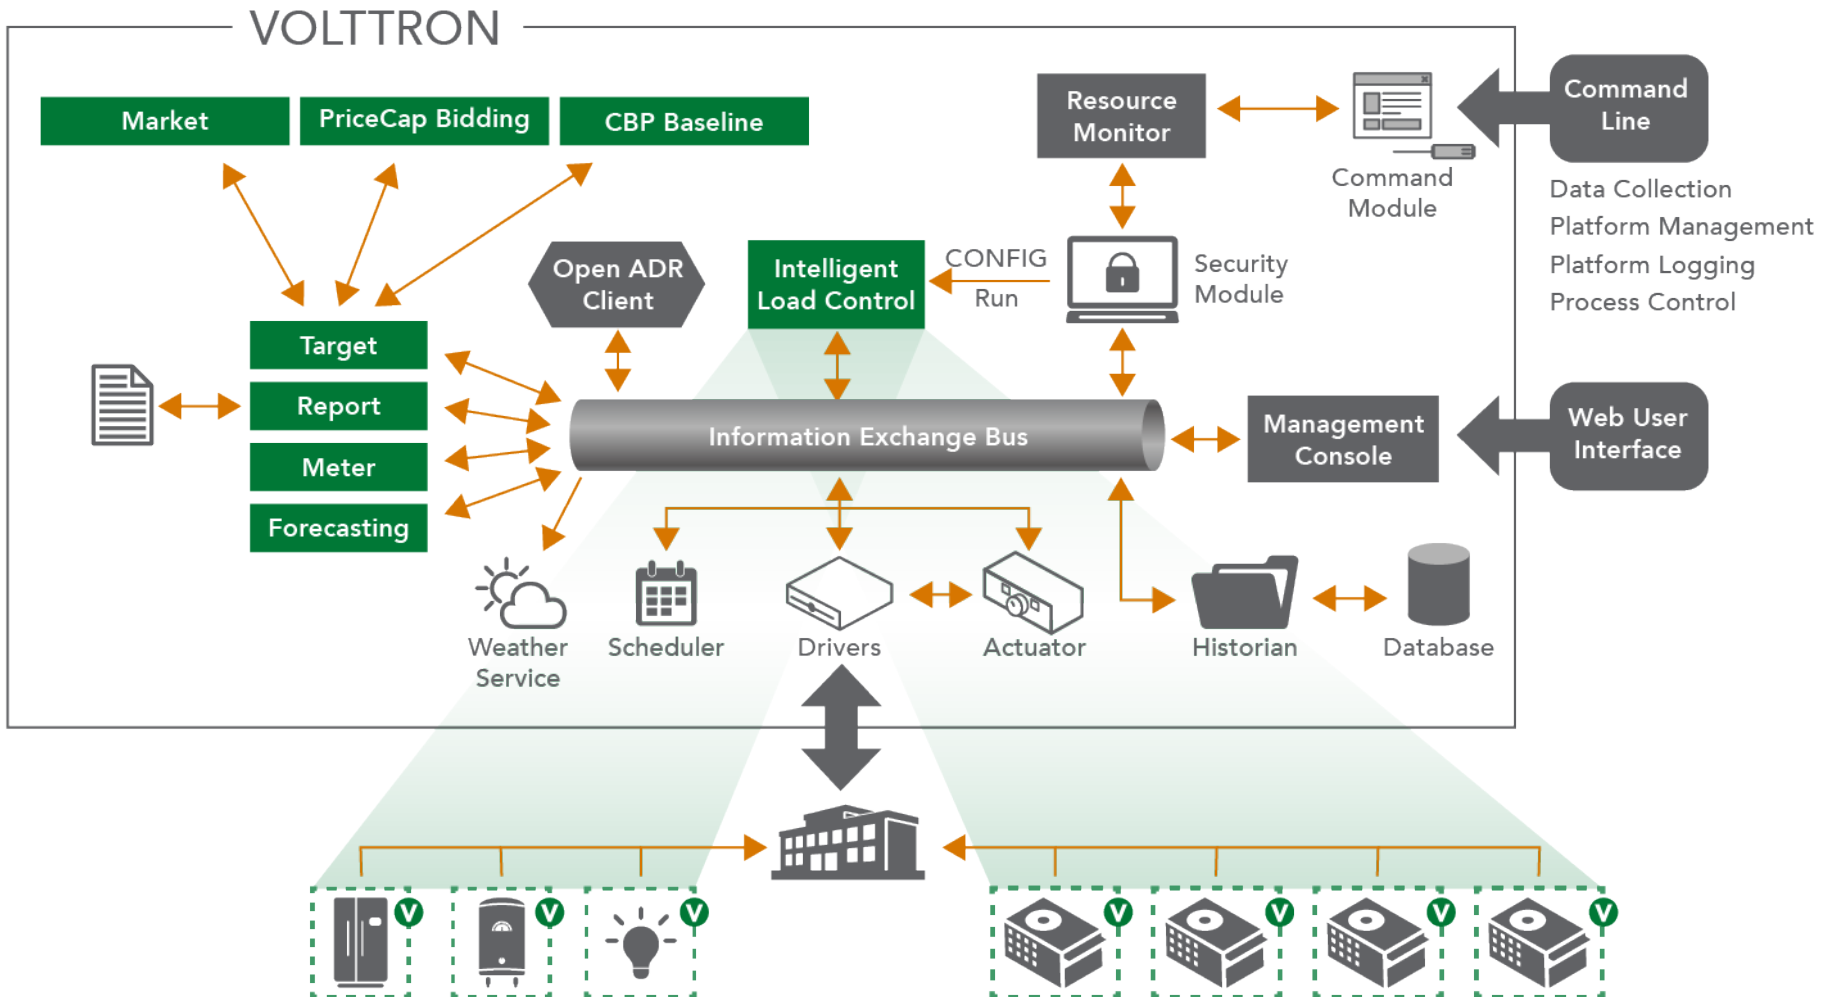 VOLTTRON
Market
PriceCap Bidding
CBP Baseline
Resource
Monitor
Command
Module
Command
Line
Data Collection
Platform Management
Platform Logging
Process Control
Open ADR
Client
Intelligent
Load Control
CONFIG
Run
Security
Module
Target
Report
Meter
Forecasting
Information Exchange Bus
Management
Console
Web User
Interface
Weather
Service
Scheduler
Drivers
Actuator
Historian
Database
V
V
V
V
V
V
V